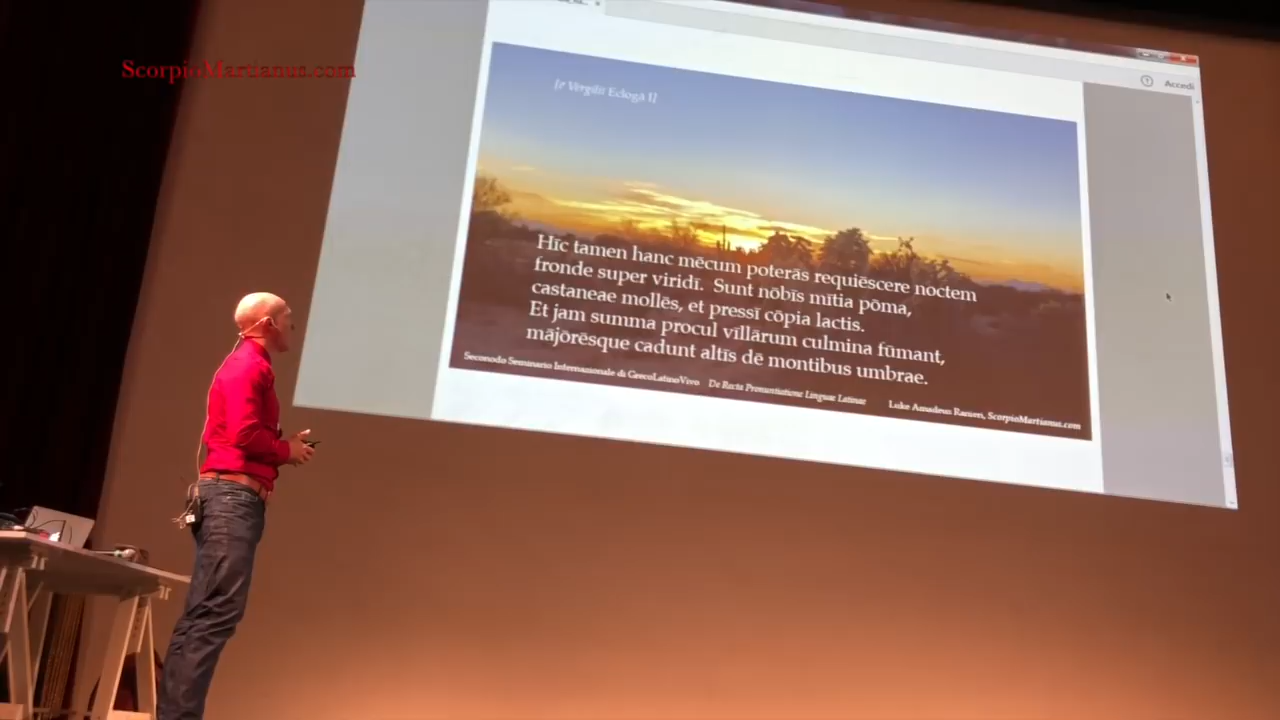 ScorpioMartianus.com
Accedi
[e Vergiliī Eclogā I]
Hīc tamen hanc mēcum poterās requiēscere noctem
fronde super viridī. Sunt nōbīs mītia pōma,
castaneae mollēs, et pressī cōpia lactis.
Et jam summa procul vīllārum culmina fūmant,
mājōrēsque cadunt altīs dē montibus umbrae.
Seconodo Seminario Internazionale di GrecoLatinoVivo De Recta Pronuntiatione Linguae Latinae Luke Amadeus Ranieri, ScorpioMartianus.com